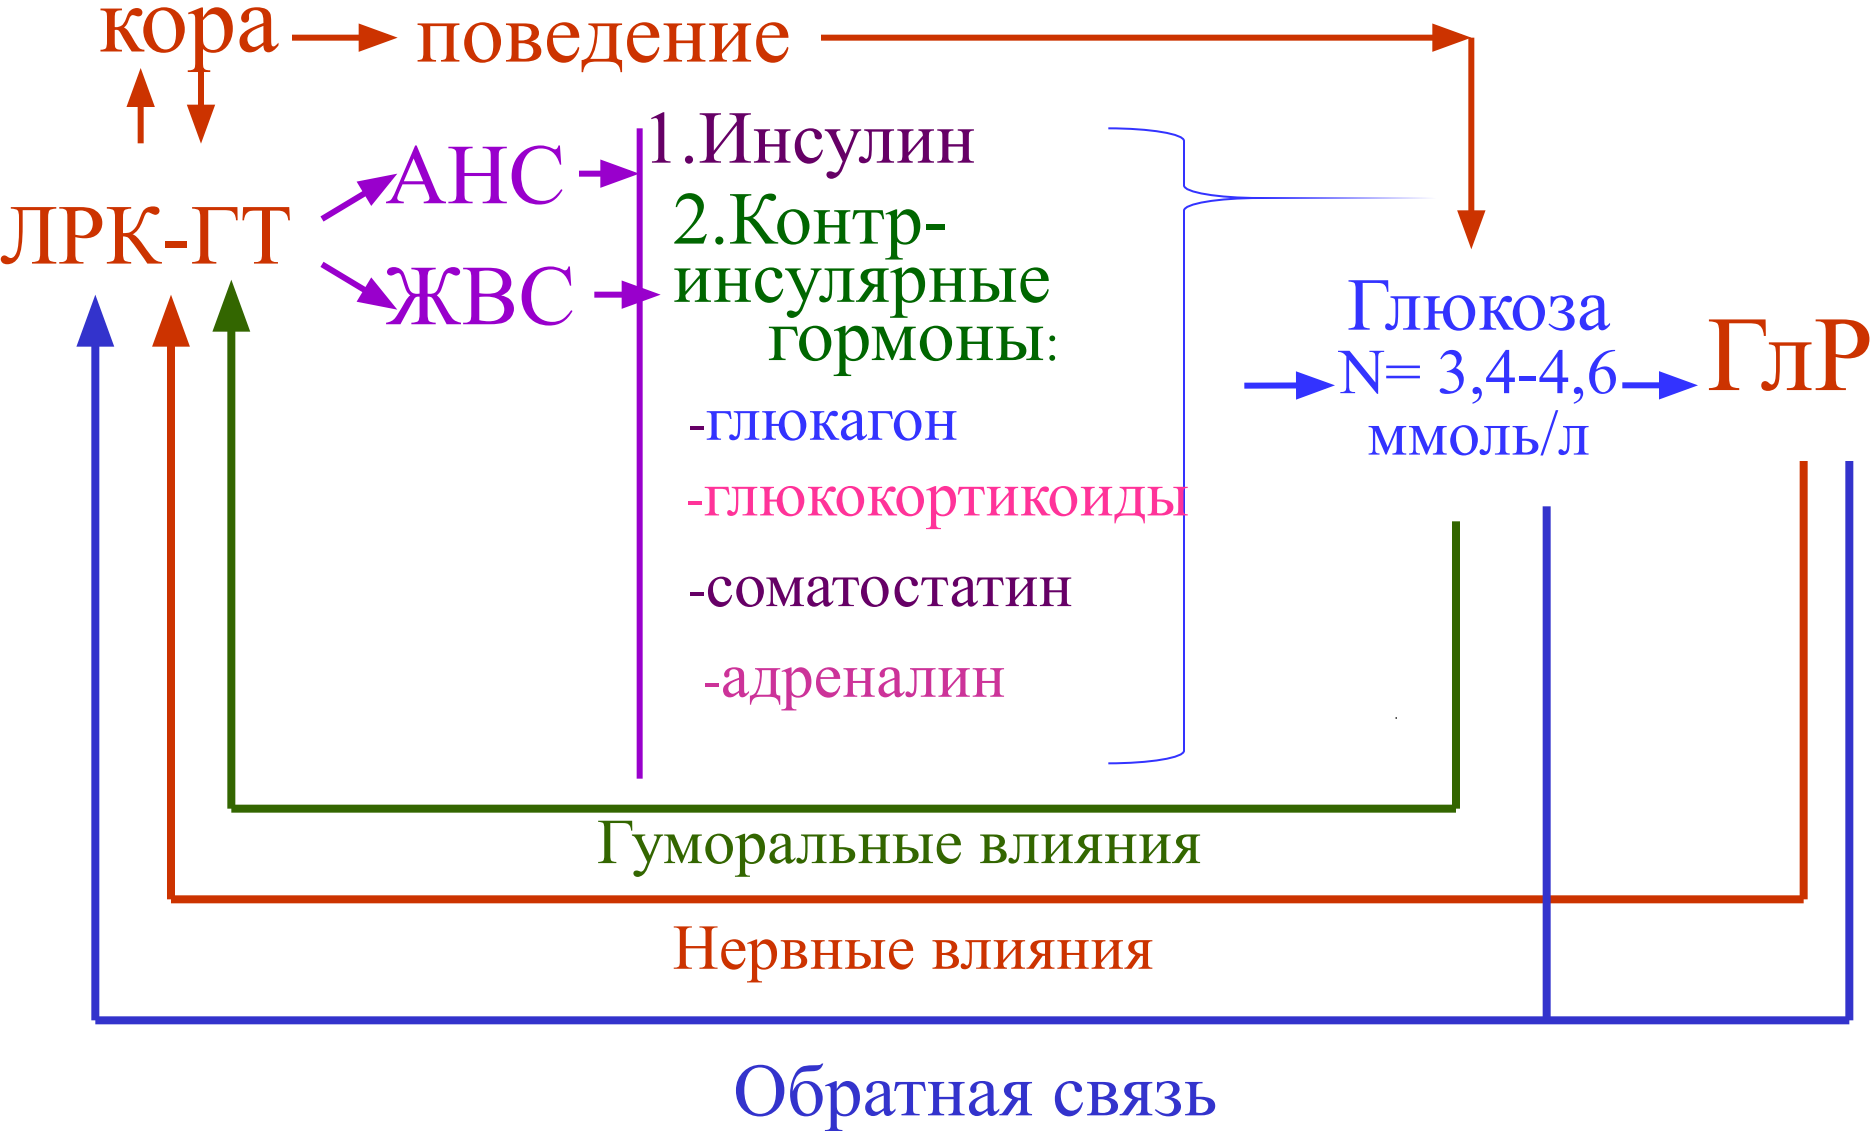 кора
поведение
1.Инсулин
АНС
2.Контр-
ЛРК-ГТ
инсулярные
ЖВС
гормоны:
Глюкоза
N= 3,4-4,6
ммоль/л
ГлР
-глюкагон
-глюкокортикоиды
-соматостатин
-адреналин
Гуморальные влияния
Нервные влияния
Обратная связь